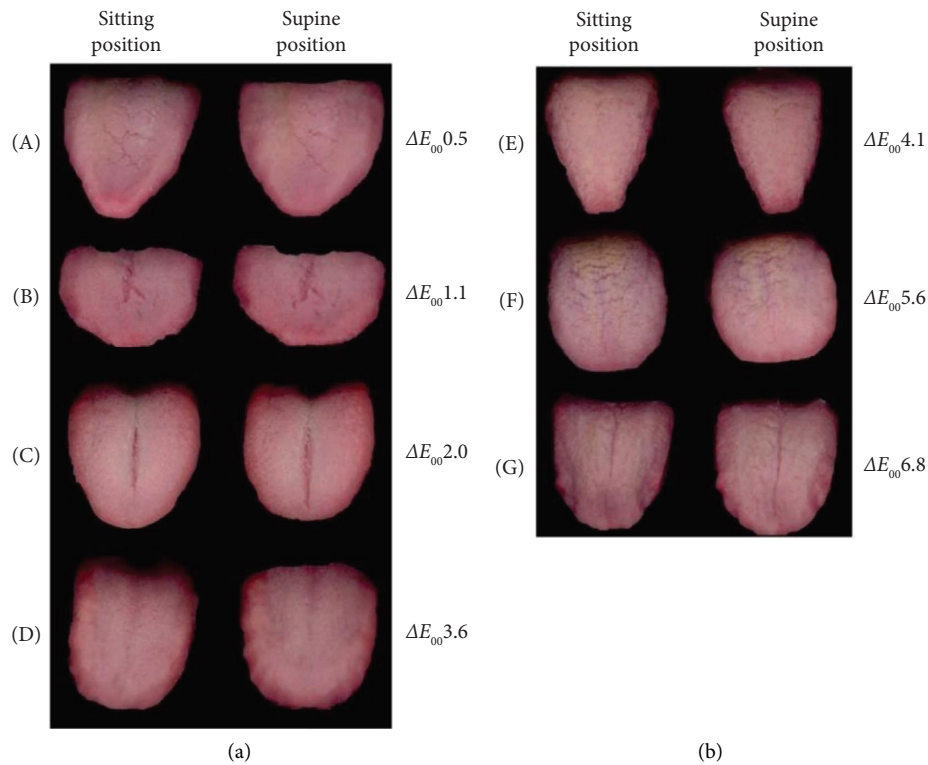 Sitting position
Supine position
(A)
ΔE₀₀0.5
(B)
ΔE₀₀1.1
(C)
ΔE₀₀2.0
(D)
ΔE₀₀3.6
(a)
Sitting position
Supine position
(E)
ΔE₀₀4.1
(F)
ΔE₀₀5.6
(G)
ΔE₀₀6.8
(b)